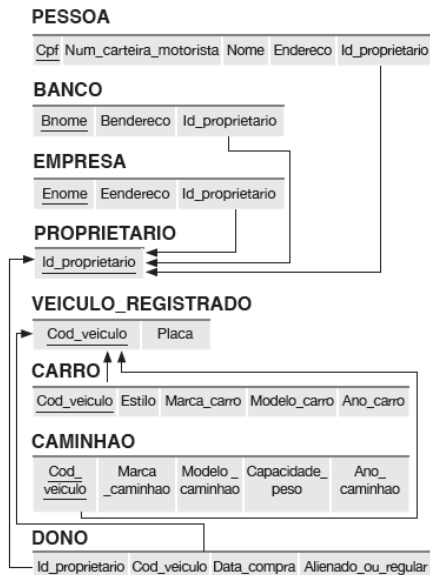 PESSOA
Cpf Num_carteira_motorista Nome Endereco Id_proprietario
BANCO
Bnome Bendereco Id_proprietario
EMPRESA
Enome Eendereco Id_proprietario
PROPRIETARIO
Id_proprietario
VEICULO_REGISTRADO
Cod_veiculo Placa
CARRO
Cod_veiculo Estilo Marca_carro Modelo_carro Ano_carro
CAMINHAO
Cod_ Marca Modelo_ Capacidade_ Ano_
veiculo _caminhao caminhao peso caminhao
DONO
Id_proprietario Cod_veiculo Data_compra Alienado_ou_regular